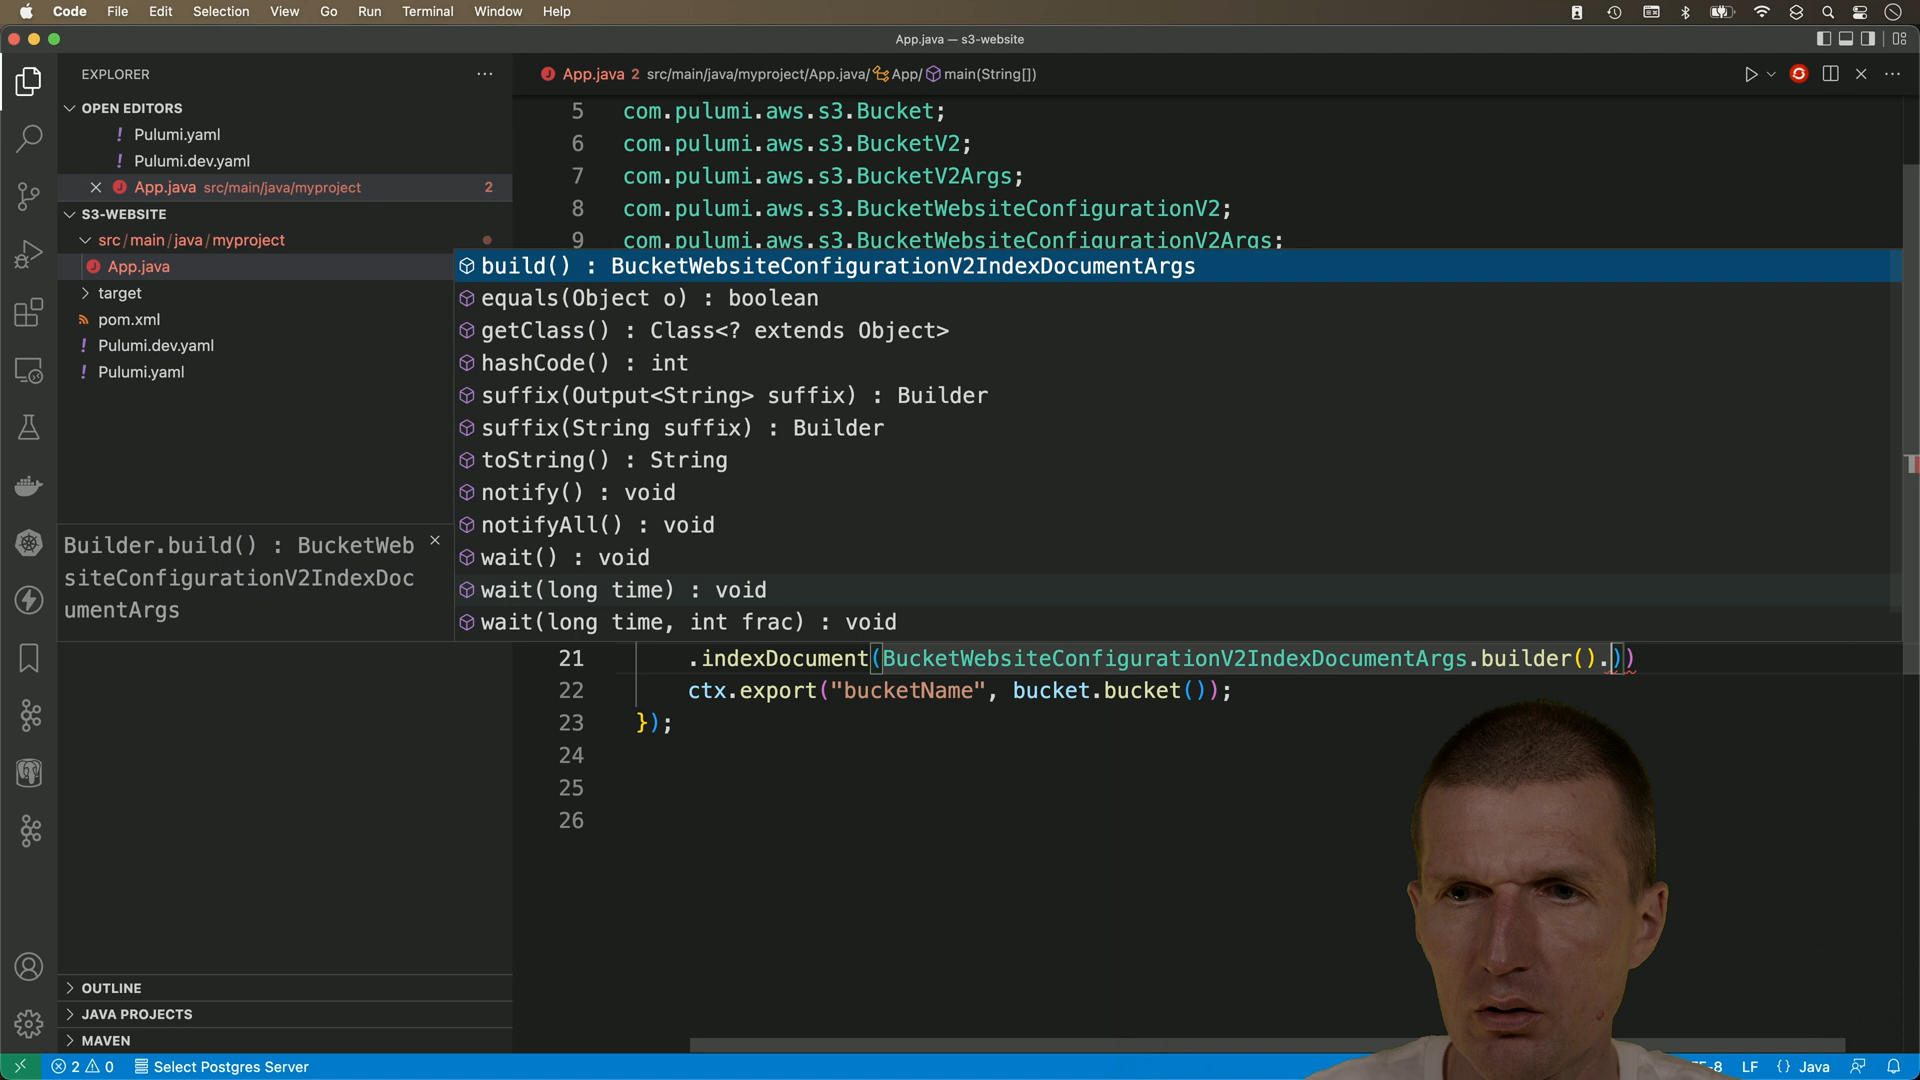 Code File Edit Selection View Go Run Terminal Window Help
App.java — s3-website
EXPLORER
OPEN EDITORS
! Pulumi.yaml
! Pulumi.dev.yaml
App.java src/main/java/myproject 2
S3-WEBSITE
src/main/java/myproject
App.java
target
pom.xml
! Pulumi.dev.yaml
! Pulumi.yaml
Builder.build() : BucketWeb
siteConfigurationV2IndexDoc
umentArgs
OUTLINE
JAVA PROJECTS
MAVEN
App.java 2 src/main/java/myproject/App.java/ App/ main(String[])
5 com.pulumi.aws.s3.Bucket;
6 com.pulumi.aws.s3.BucketV2;
7 com.pulumi.aws.s3.BucketV2Args;
8 com.pulumi.aws.s3.BucketWebsiteConfigurationV2;
9 com.pulumi.aws.s3.BucketWebsiteConfigurationV2Args;
build() : BucketWebsiteConfigurationV2IndexDocumentArgs
equals(Object o) : boolean
getClass() : Class<? extends Object>
hashCode() : int
suffix(Output<String> suffix) : Builder
suffix(String suffix) : Builder
toString() : String
notify() : void
notifyAll() : void
wait() : void
wait(long time) : void
wait(long time, int frac) : void
21 .indexDocument(BucketWebsiteConfigurationV2IndexDocumentArgs.builder().))
22 ctx.export("bucketName", bucket.bucket());
23 });
24
25
26
2 0 Select Postgres Server
LF {} Java